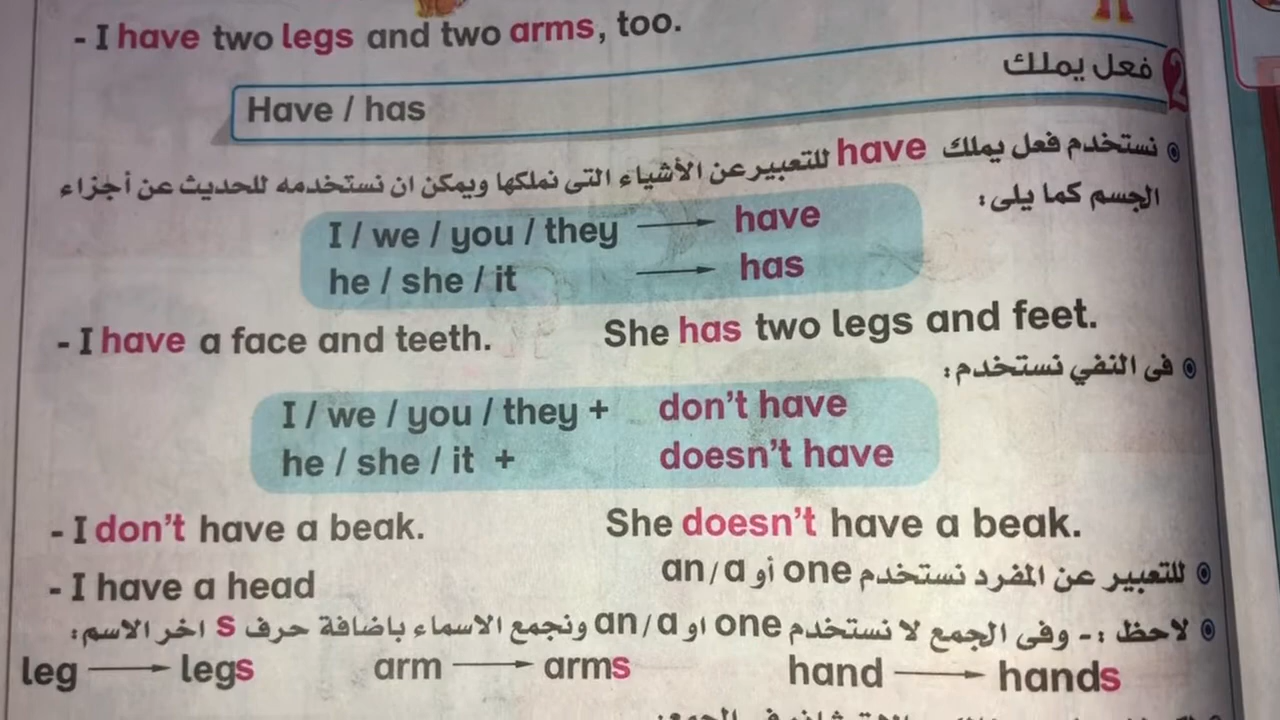 - I have two legs and two arms, too.
2 فعل يملك
Have / has
نستخدم فعل يملك have للتعبير عن الأشياء التى نملكها ويمكن ان نستخدمه للحديث عن أجزاء
الجسم كما يلى :
I / we / you / they → have
he / she / it → has
- I have a face and teeth. She has two legs and feet.
فى النفي نستخدم :
I / we / you / they + don't have
he / she / it + doesn't have
- I don't have a beak. She doesn't have a beak.
للتعبير عن المفرد نستخدم one أو an / a
- I have a head
لاحظ : - وفى الجمع لا نستخدم one او an / a ونجمع الاسماء باضافة حرف s اخر الاسم :
leg → legs arm → arms hand → hands